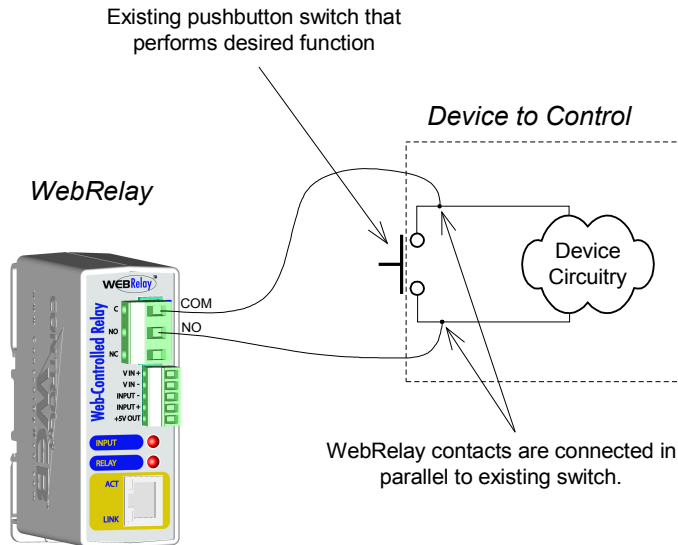 Existing pushbutton switch that
performs desired function
Device to Control
WebRelay
WEBRelay™
Web-Controlled Relay
C
COM
NO
NO
NC
V IN +
V IN -
INPUT -
INPUT +
+5V OUT
INPUT
RELAY
ACT
LINK
Device
Circuitry
WebRelay contacts are connected in
parallel to existing switch.